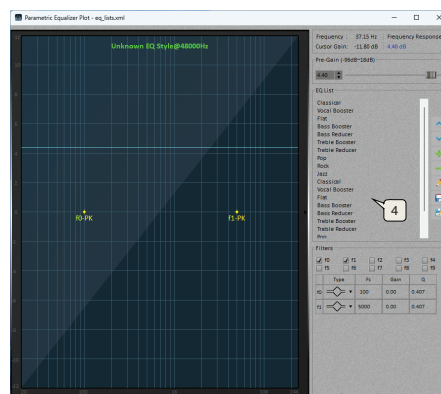 Parametric Equalizer Plot - eq_lists.xml
Unknown EQ Style@48000Hz
f0-PK
f1-PK
Frequency : 37.15 Hz Frequency Response
Cursor Gain: -11.80 dB 4.40 dB
Pre-Gain (-96dB~18dB)
4.40
EQ List
Classical
Vocal Booster
Flat
Bass Booster
Bass Reducer
Treble Booster
Treble Reducer
Pop
Rock
Jazz
Classical
Vocal Booster
Flat
Bass Booster
Bass Reducer
Treble Booster
Treble Reducer
Pop
4
Filters
f0 f1 f2 f3 f4
f5 f6 f7 f8 f9
Type Fc Gain Q
f0 100 0.00 0.407
f1 5000 0.00 0.407